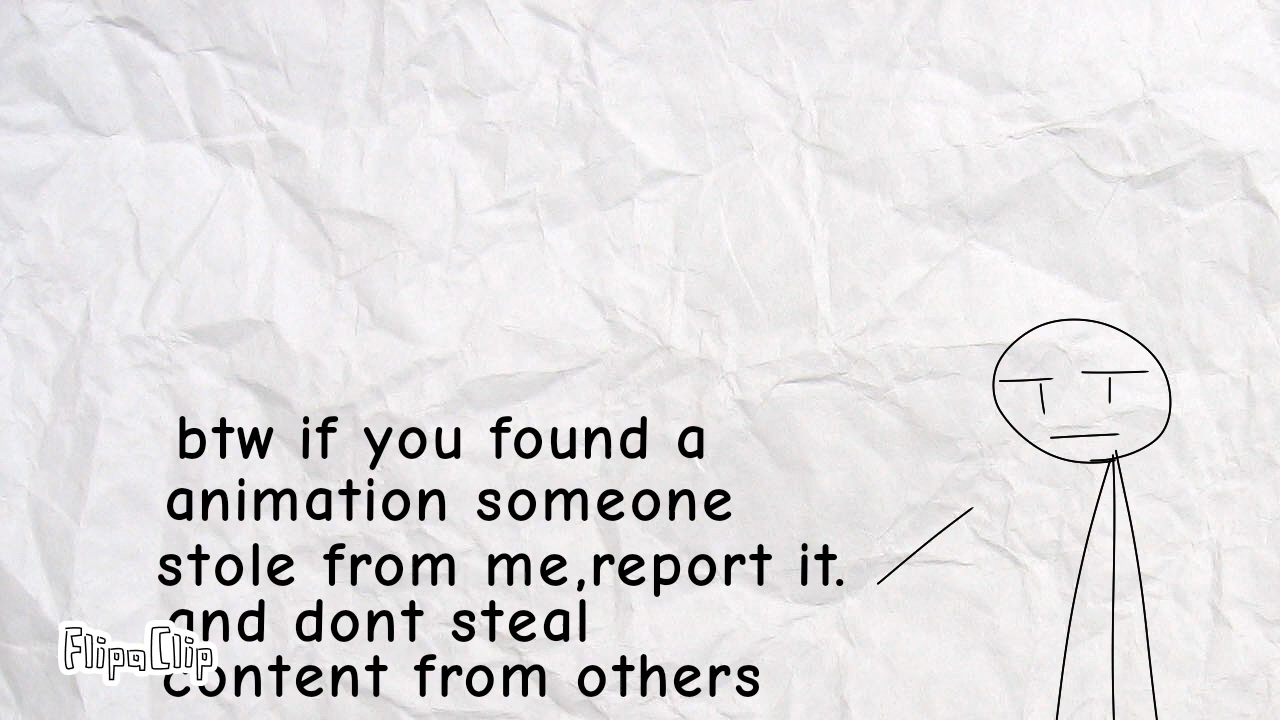 btw if you found a
animation someone
stole from me,report it.
and dont steal
FlipaClip
content from others